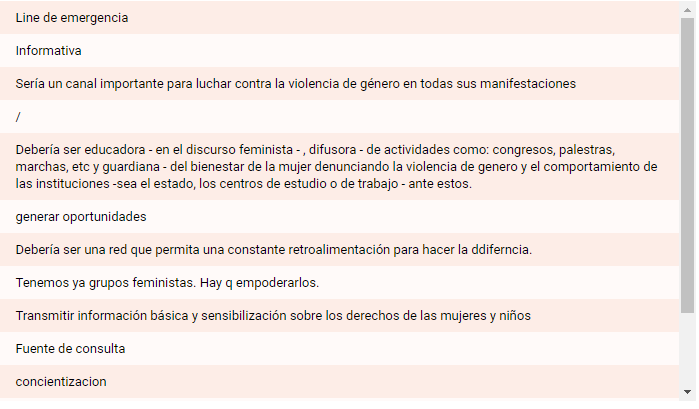 Line de emergencia
Informativa
Sería un canal importante para luchar contra la violencia de género en todas sus manifestaciones
/
Debería ser educadora - en el discurso feminista - , difusora - de actividades como: congresos, palestras,
marchas, etc y guardiana - del bienestar de la mujer denunciando la violencia de genero y el comportamiento de
las instituciones -sea el estado, los centros de estudio o de trabajo - ante estos.
generar oportunidades
Debería ser una red que permita una constante retroalimentación para hacer la ddiferncia.
Tenemos ya grupos feministas. Hay q empoderarlos.
Transmitir información básica y sensibilización sobre los derechos de las mujeres y niños
Fuente de consulta
concientizacion